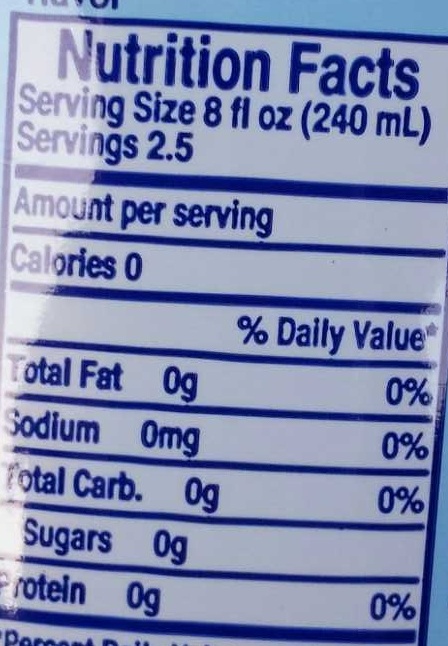 Nutrition Facts
Serving Size 8 fl oz (240 mL)
Servings 2.5
Amount per serving
Calories 0
% Daily Value*
Total Fat 0g 0%
Sodium 0mg 0%
Total Carb. 0g 0%
Sugars 0g
Protein 0g 0%